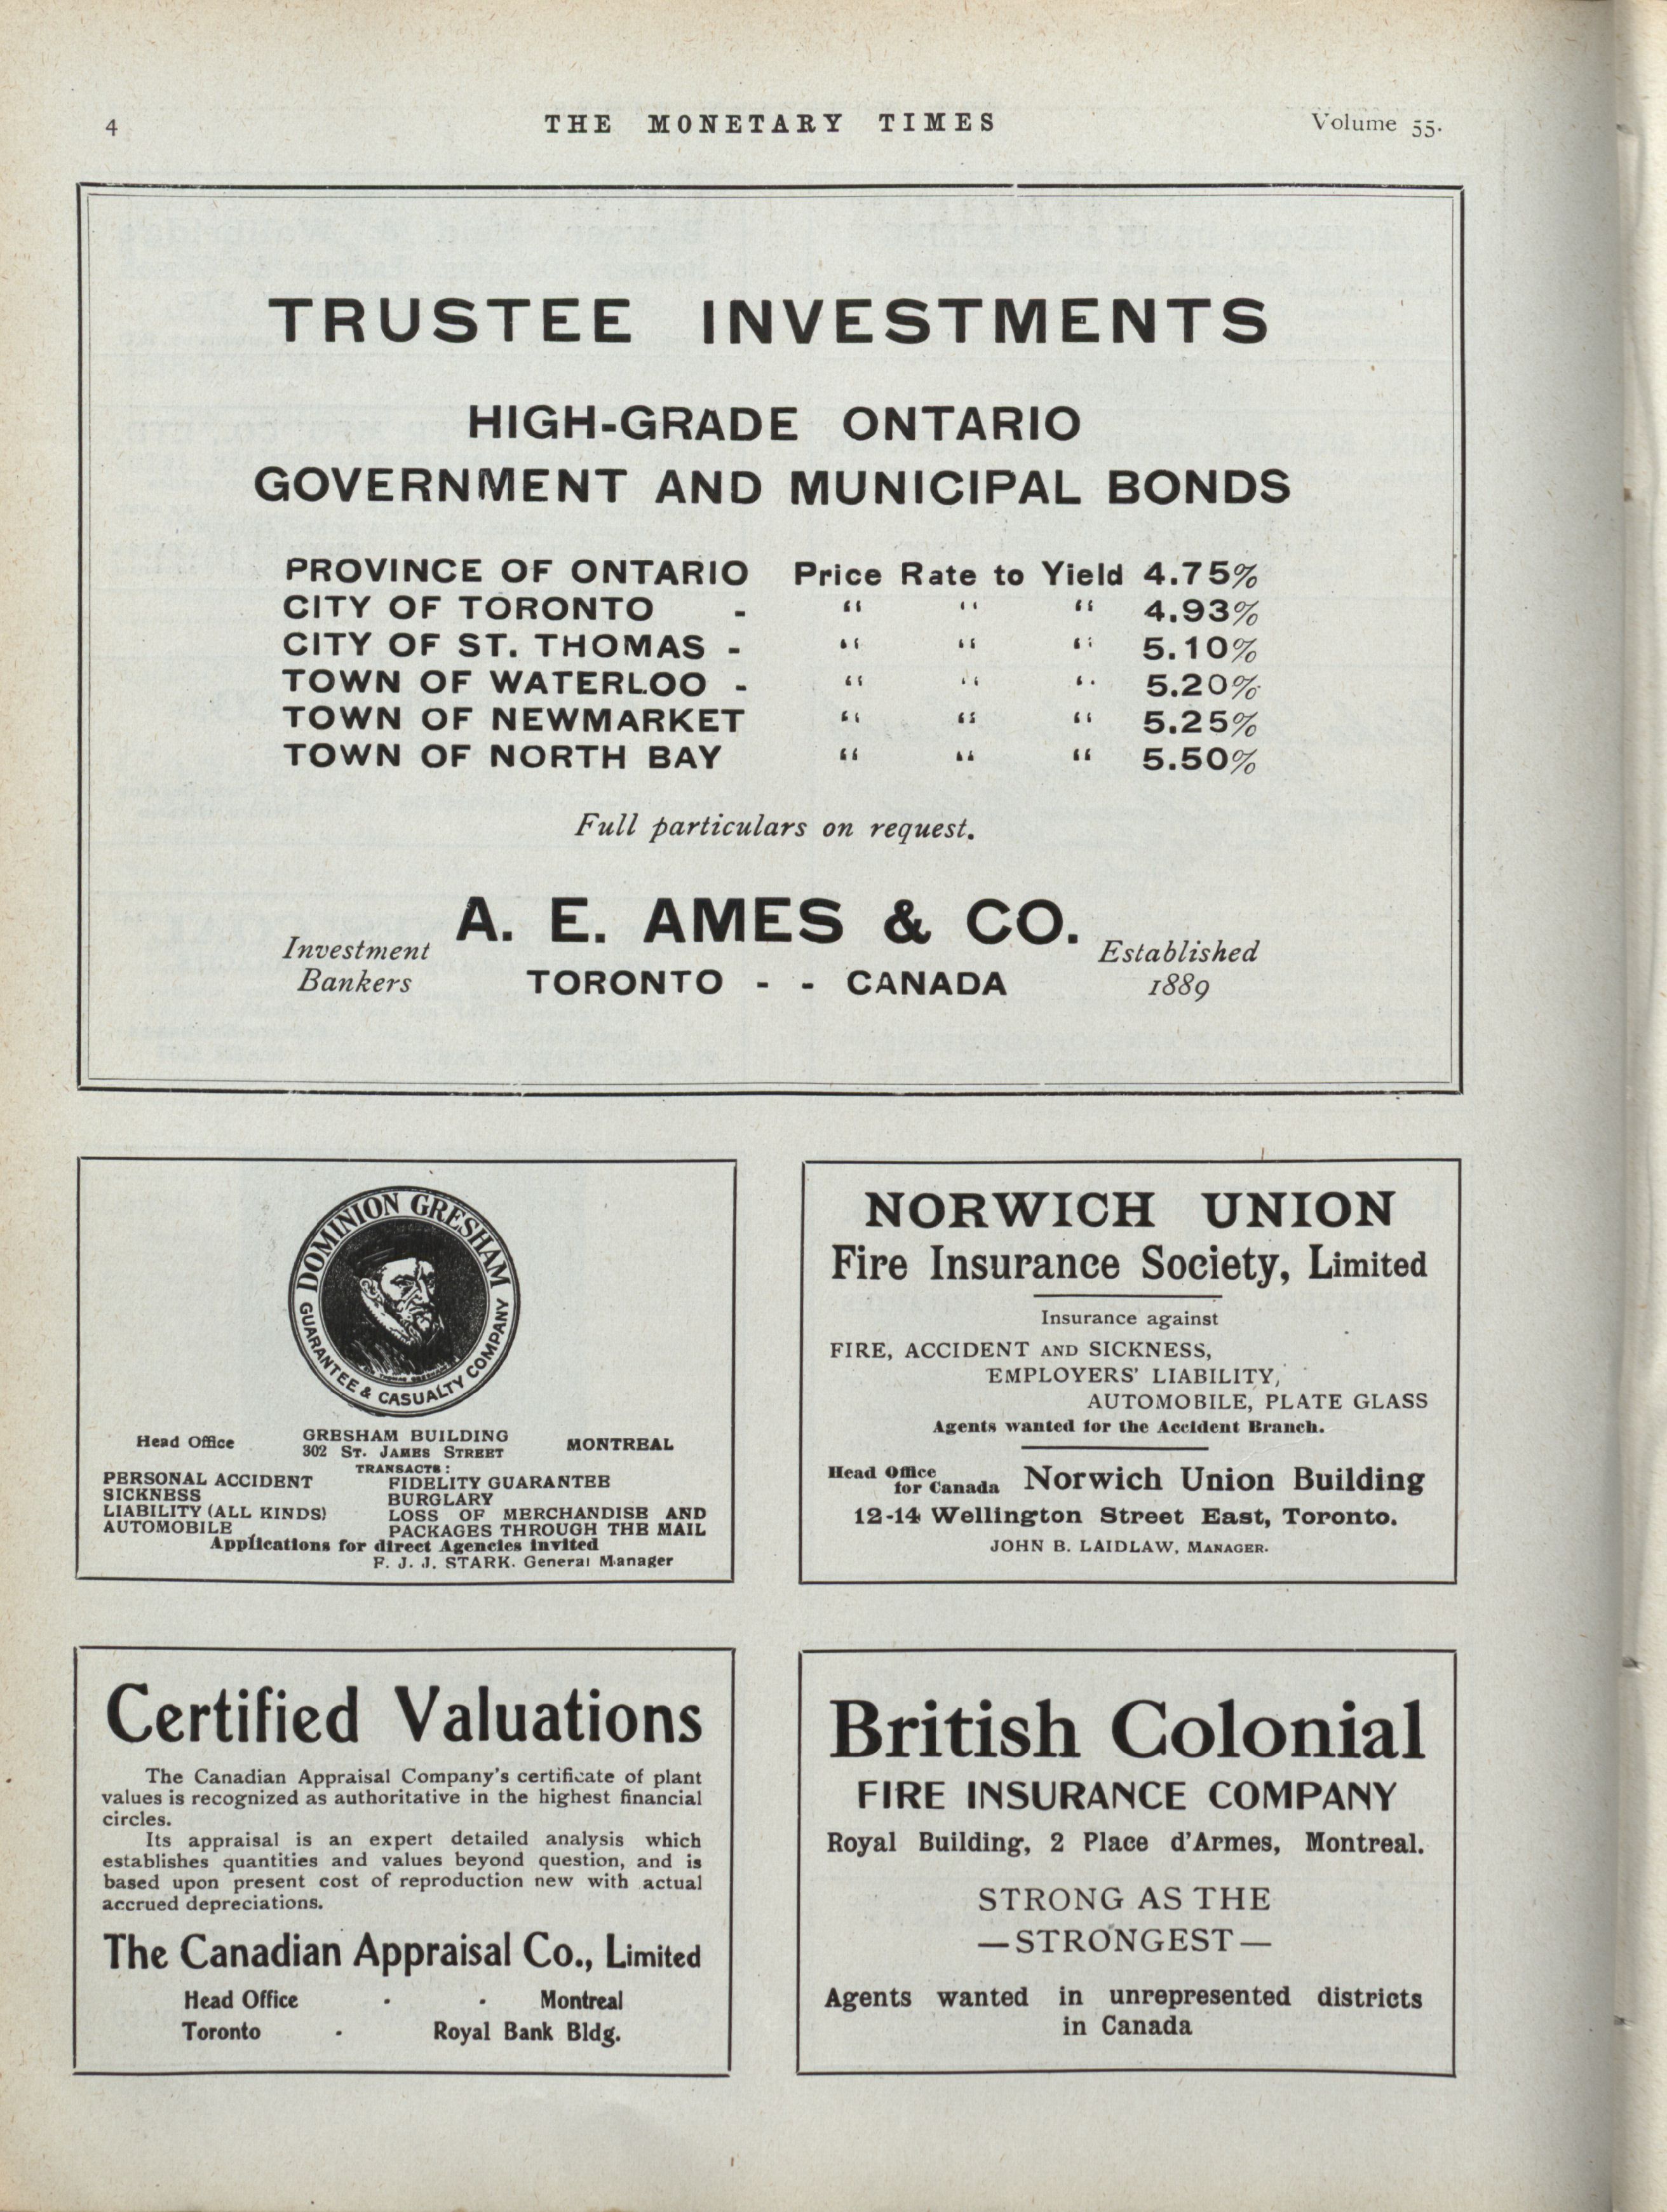 4
THE MONETARY TIMES
Volume 55.
TRUSTEE INVESTMENTS
HIGH-GRADE ONTARIO
GOVERNMENT AND MUNICIPAL BONDS
PROVINCE OF ONTARIO Price Rate to Yield 4.75%
CITY OF TORONTO - “ “ “ 4.93%
CITY OF ST. THOMAS - “ “ “ 5.10%
TOWN OF WATERLOO - “ “ “ 5.20%
TOWN OF NEWMARKET “ “ “ 5.25%
TOWN OF NORTH BAY “ “ “ 5.50%
Full particulars on request.
A. E. AMES & CO.
Investment
Bankers
TORONTO - - CANADA
Established
1889
DOMINION GRESHAM
GUARANTEE & CASUALTY COMPANY
Head Office
GRESHAM BUILDING
302 ST. JAMES STREET
MONTREAL
TRANSACTS:
PERSONAL ACCIDENT
SICKNESS
LIABILITY (ALL KINDS)
AUTOMOBILE
FIDELITY GUARANTEE
BURGLARY
LOSS OF MERCHANDISE AND
PACKAGES THROUGH THE MAIL
Applications for direct Agencies invited
F. J. J. STARK. General Manager
NORWICH UNION
Fire Insurance Society, Limited
Insurance against
FIRE, ACCIDENT AND SICKNESS,
EMPLOYERS' LIABILITY,
AUTOMOBILE, PLATE GLASS
Agents wanted for the Accident Branch.
Head Office
for Canada
Norwich Union Building
12-14 Wellington Street East, Toronto.
JOHN B. LAIDLAW, MANAGER.
Certified Valuations
The Canadian Appraisal Company's certificate of plant
values is recognized as authoritative in the highest financial
circles.
Its appraisal is an expert detailed analysis which
establishes quantities and values beyond question, and is
based upon present cost of reproduction new with actual
accrued depreciations.
The Canadian Appraisal Co., Limited
Head Office - - Montreal
Toronto - Royal Bank Bldg.
British Colonial
FIRE INSURANCE COMPANY
Royal Building, 2 Place d'Armes, Montreal.
STRONG AS THE
—STRONGEST—
Agents wanted in unrepresented districts
in Canada